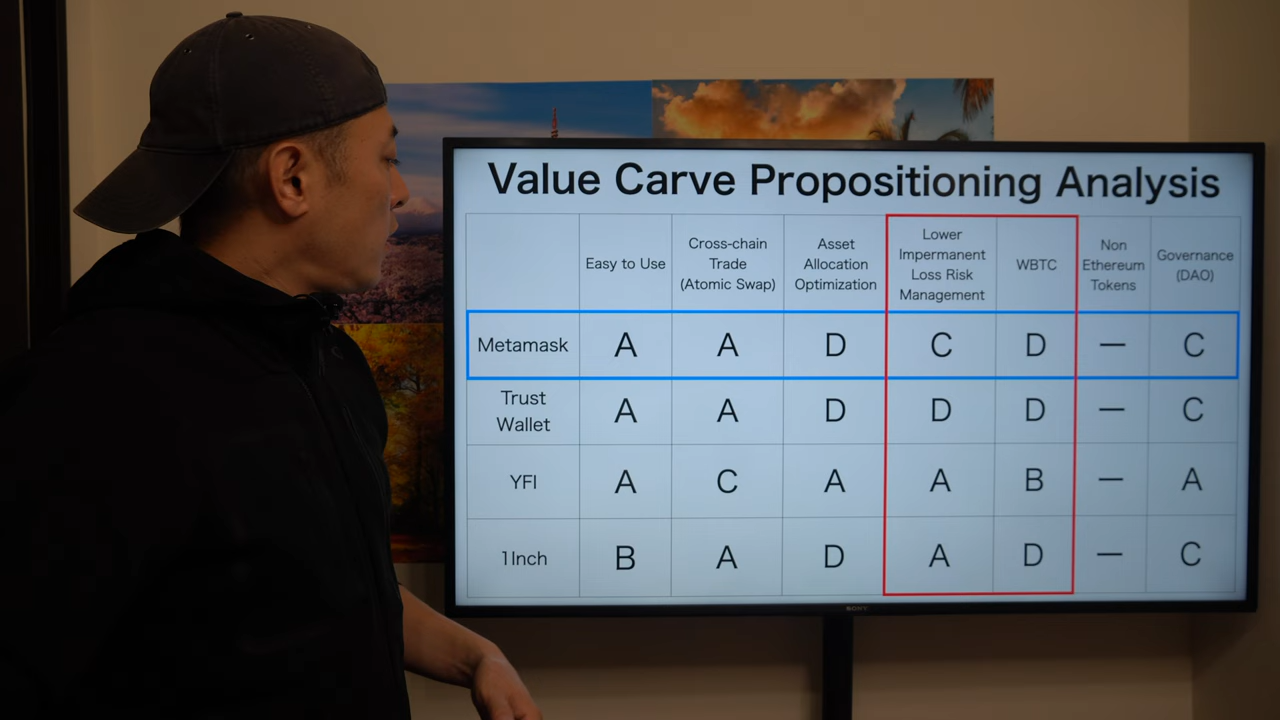 Value Carve Propositioning Analysis
Easy to Use
Cross-chain
Trade
(Atomic Swap)
Asset
Allocation
Optimization
Lower
Impermanent
Loss Risk
Management
WBTC
Non
Ethereum
Tokens
Governance
(DAO)
Metamask A A D C D — C
Trust
Wallet
A A D D D — C
YFI A C A A B — A
1Inch B A D A D — C
SONY